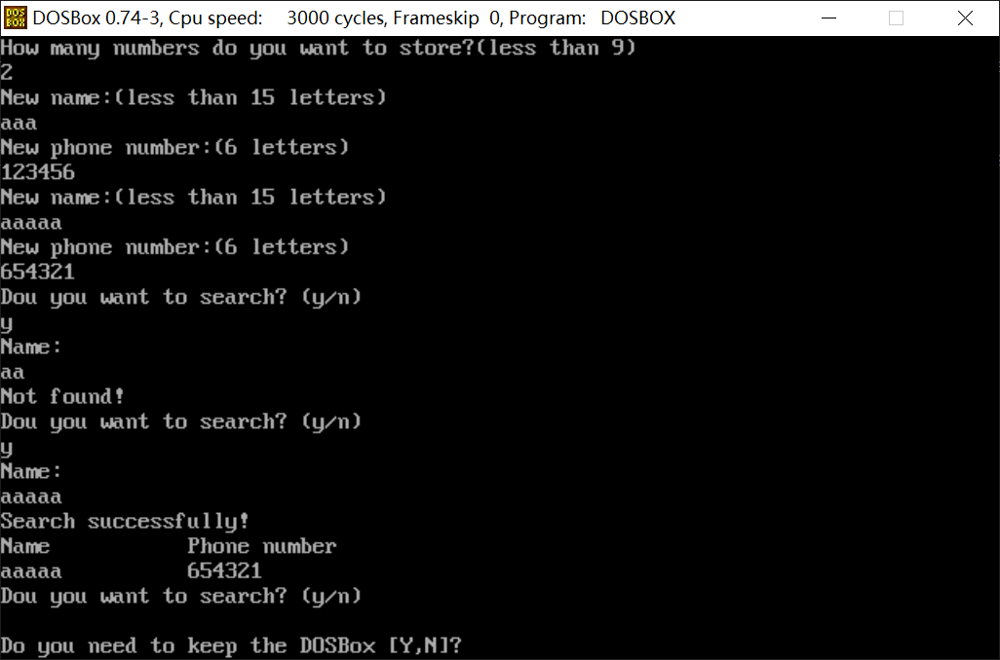 DOS BOX DOSBox 0.74-3, Cpu speed: 3000 cycles, Frameskip 0, Program: DOSBOX
How many numbers do you want to store?(less than 9)
2
New name:(less than 15 letters)
aaa
New phone number:(6 letters)
123456
New name:(less than 15 letters)
aaaaa
New phone number:(6 letters)
654321
Dou you want to search? (y/n)
y
Name:
aa
Not found!
Dou you want to search? (y/n)
y
Name:
aaaaa
Search successfully!
Name Phone number
aaaaa 654321
Dou you want to search? (y/n)
Do you need to keep the DOSBox [Y,N]?